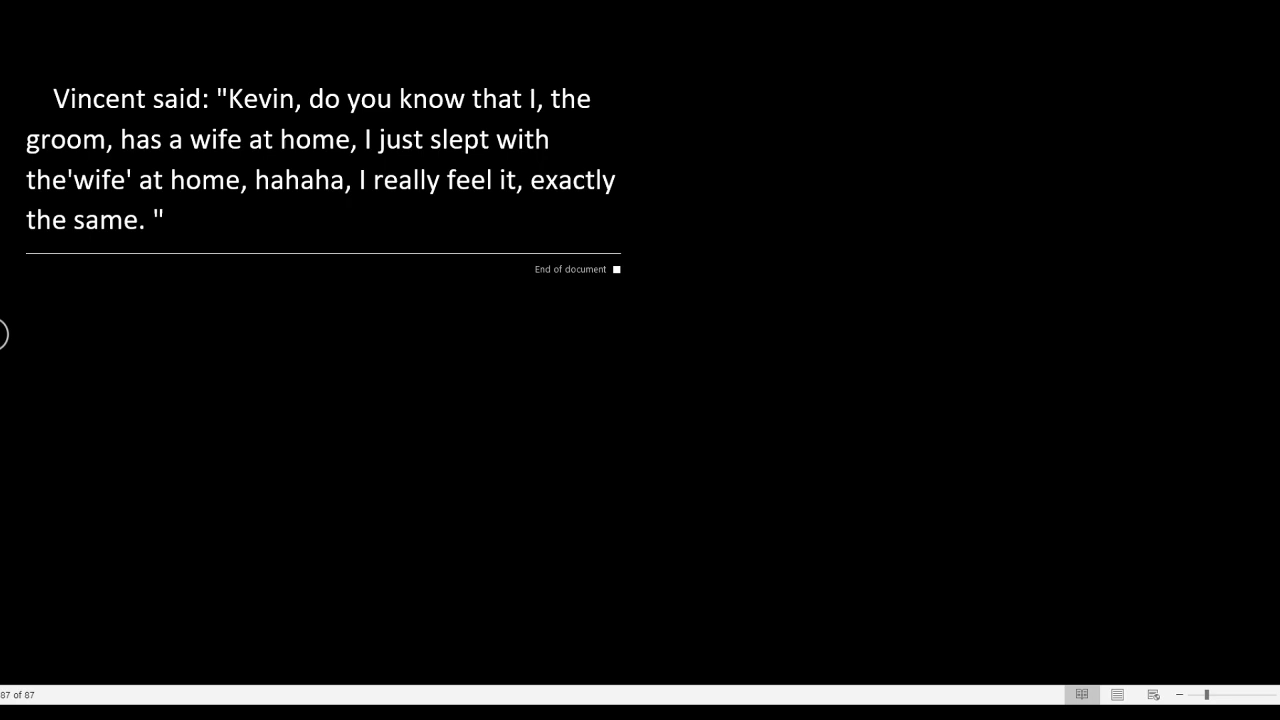 Vincent said: "Kevin, do you know that I, the
groom, has a wife at home, I just slept with
the'wife' at home, hahaha, I really feel it, exactly
the same. "
End of document
87 of 87